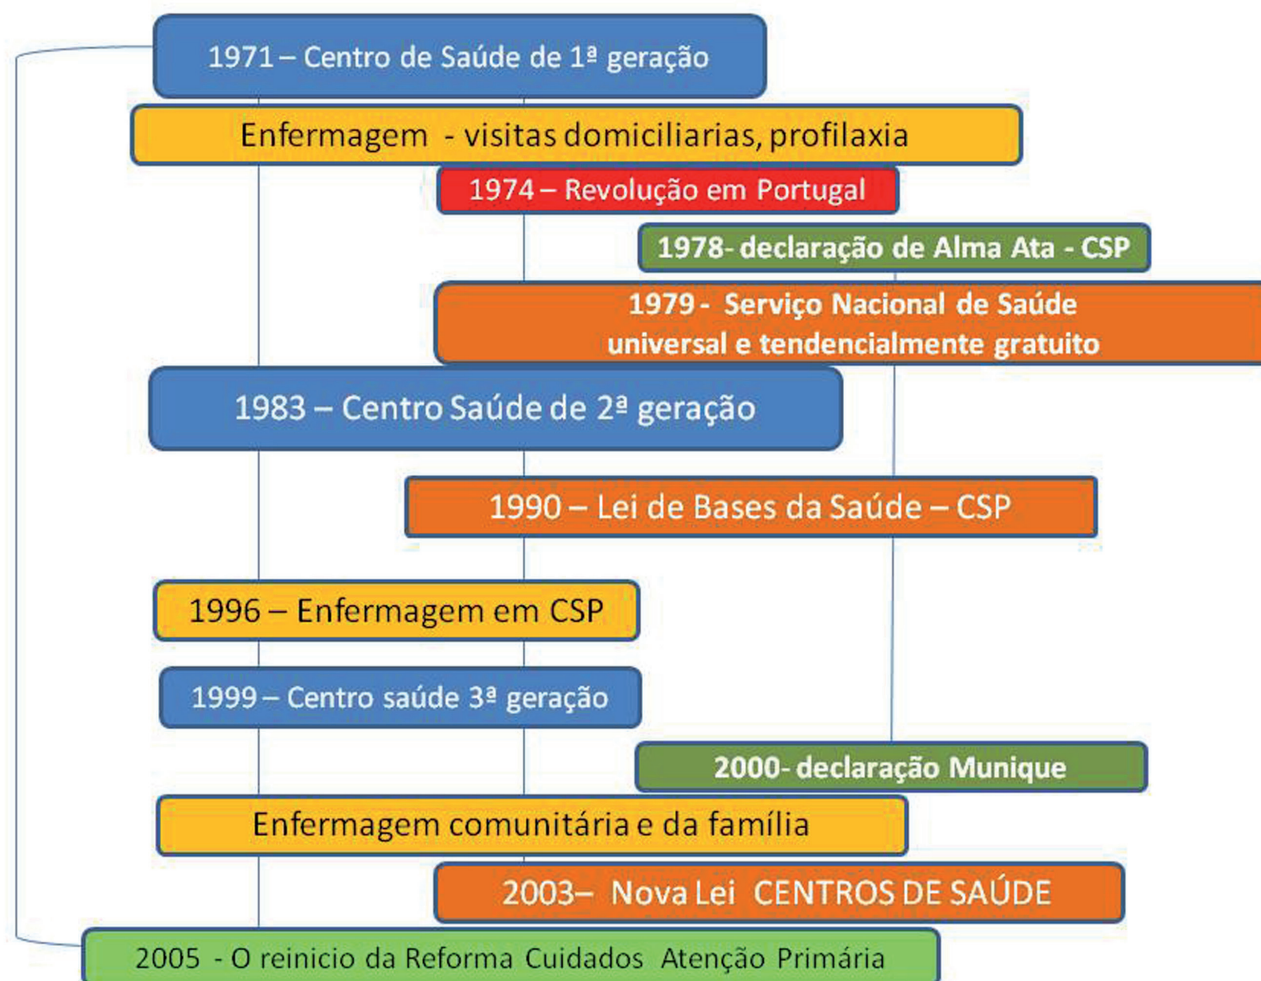 1971 – Centro de Saúde de 1ª geração
Enfermagem - visitas domiciliarias, profilaxia
1974 – Revolução em Portugal
1978- declaração de Alma Ata - CSP
1979 - Serviço Nacional de Saúde
universal e tendencialmente gratuito
1983 – Centro Saúde de 2ª geração
1990 – Lei de Bases da Saúde – CSP
1996 – Enfermagem em CSP
1999 – Centro saúde 3ª geração
2000- declaração Munique
Enfermagem comunitária e da família
2003– Nova Lei CENTROS DE SAÚDE
2005 - O reinicio da Reforma Cuidados Atenção Primária